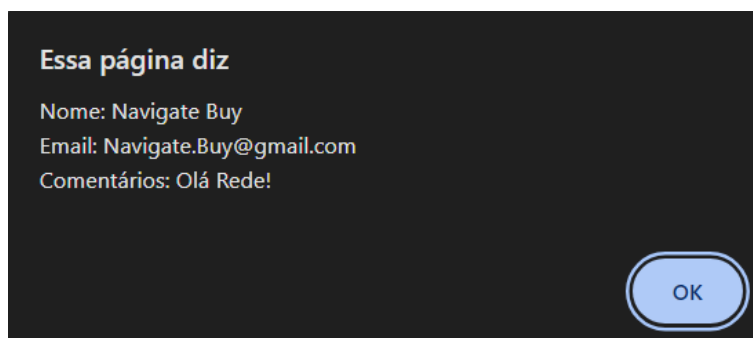 Essa página diz
Nome: Navigate Buy
Email: Navigate.Buy@gmail.com
Comentários: Olá Rede!
OK